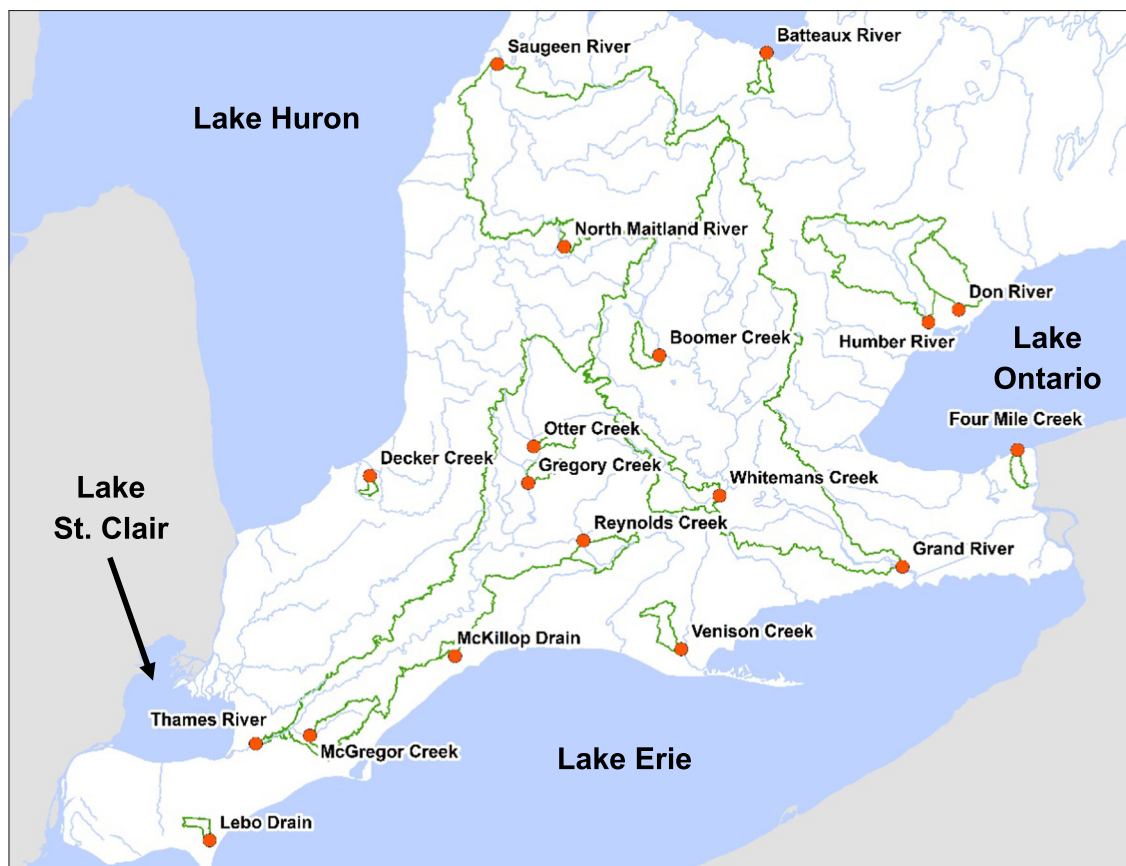 Batteaux River
Saugeen River
Lake Huron
North Maitland River
Don River
Humber River
Boomer Creek
Lake
Ontario
Four Mile Creek
Otter Creek
Decker Creek
Gregory Creek
Whitemans Creek
Lake
St. Clair
Reynolds Creek
Grand River
McKillop Drain
Venison Creek
Thames River
McGregor Creek
Lake Erie
Lebo Drain